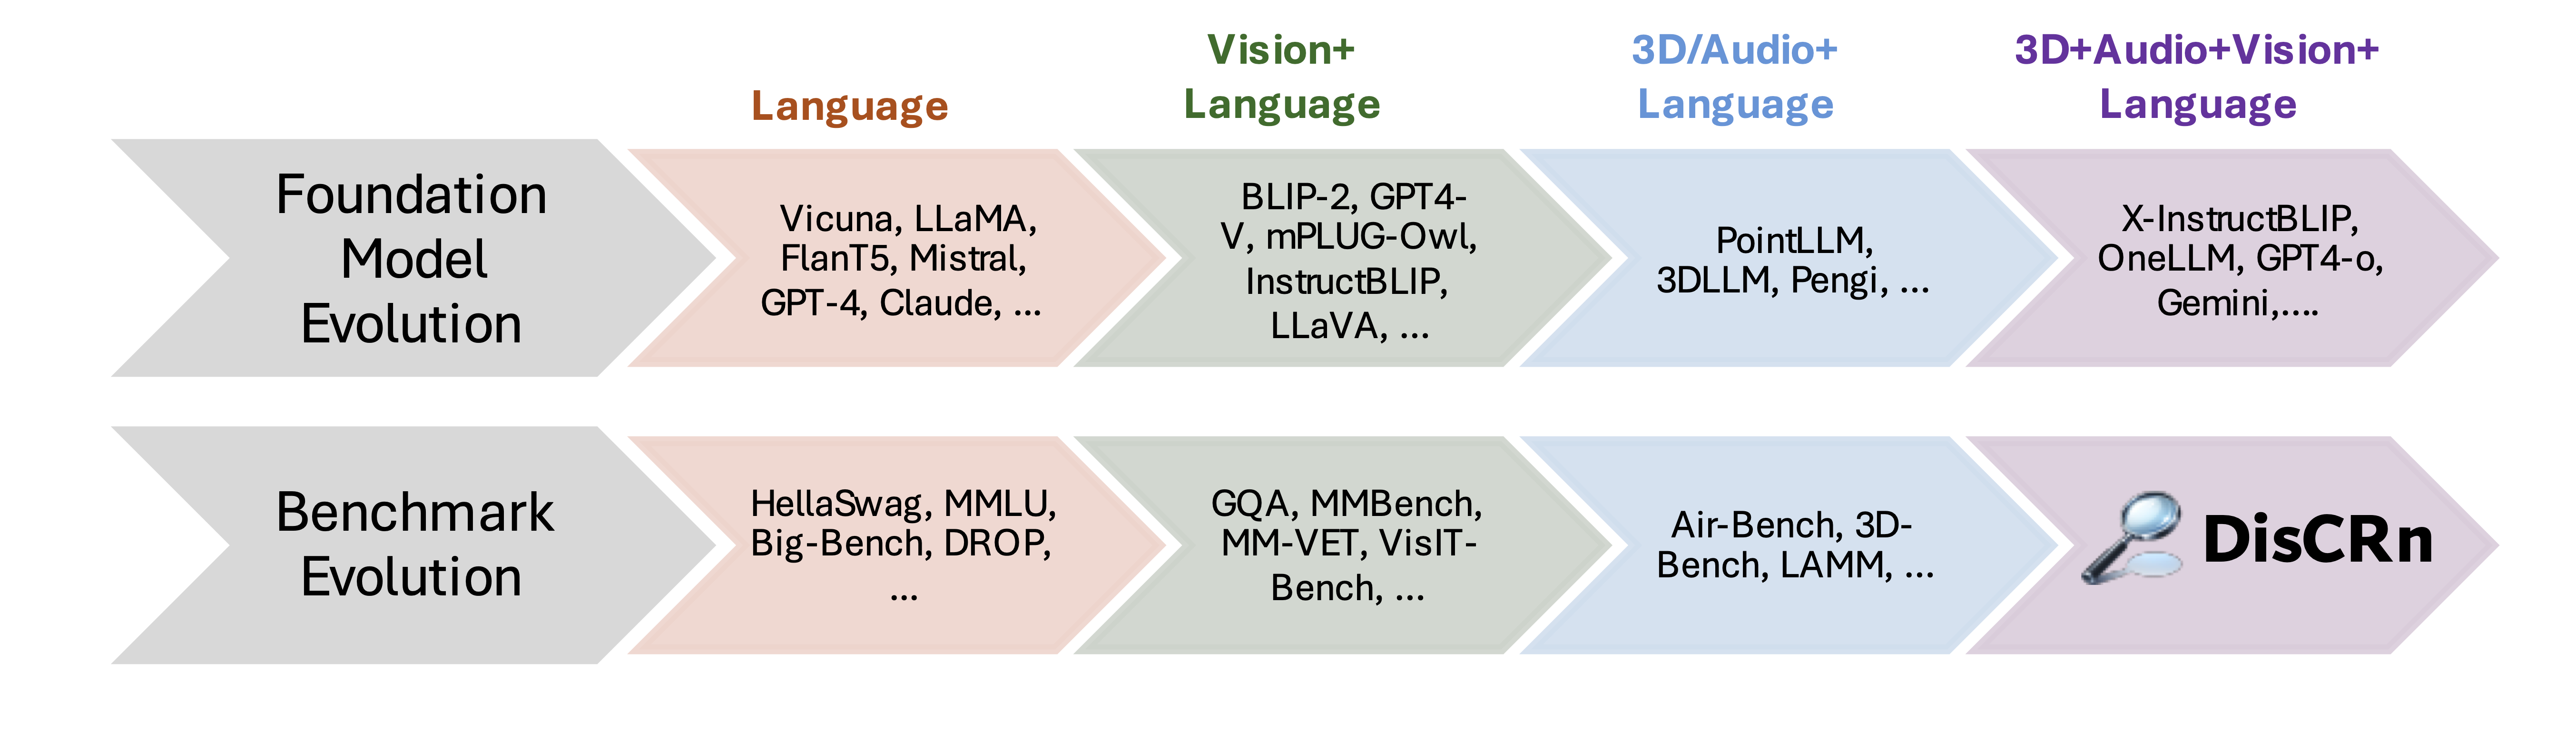 Language
Vision+
Language
3D/Audio+
Language
3D+Audio+Vision+
Language
Foundation
Model
Evolution
Vicuna, LLaMA,
FlanT5, Mistral,
GPT-4, Claude, ...
BLIP-2, GPT4-
V, mPLUG-Owl,
InstructBLIP,
LLaVA, ...
PointLLM,
3DLLM, Pengi, ...
X-InstructBLIP,
OneLLM, GPT4-o,
Gemini,....
Benchmark
Evolution
HellaSwag, MMLU,
Big-Bench, DROP,
...
GQA, MMBench,
MM-VET, VisIT-
Bench, ...
Air-Bench, 3D-
Bench, LAMM, ...
DisCRn